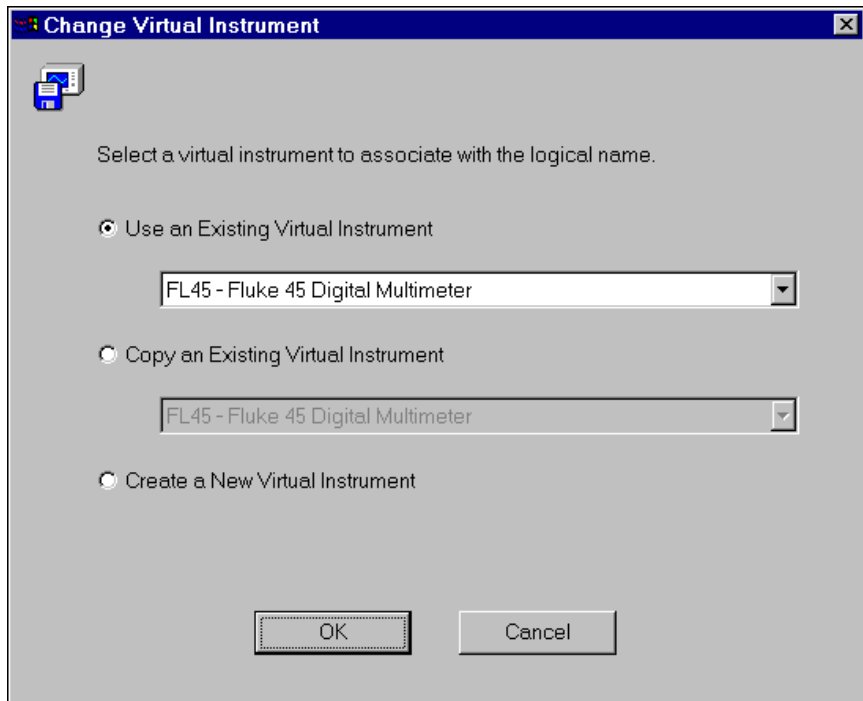 Change Virtual Instrument
Select a virtual instrument to associate with the logical name.
Use an Existing Virtual Instrument
FL45 - Fluke 45 Digital Multimeter
Copy an Existing Virtual Instrument
FL45 - Fluke 45 Digital Multimeter
Create a New Virtual Instrument
OK Cancel